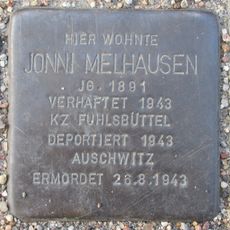 HIER WOHNTE
JONNI MELHAUSEN
JG. 1891
VERHAFTET 1943
KZ FUHLSBÜTTEL
DEPORTIERT 1943
AUSCHWITZ
ERMORDET 26.8.1943